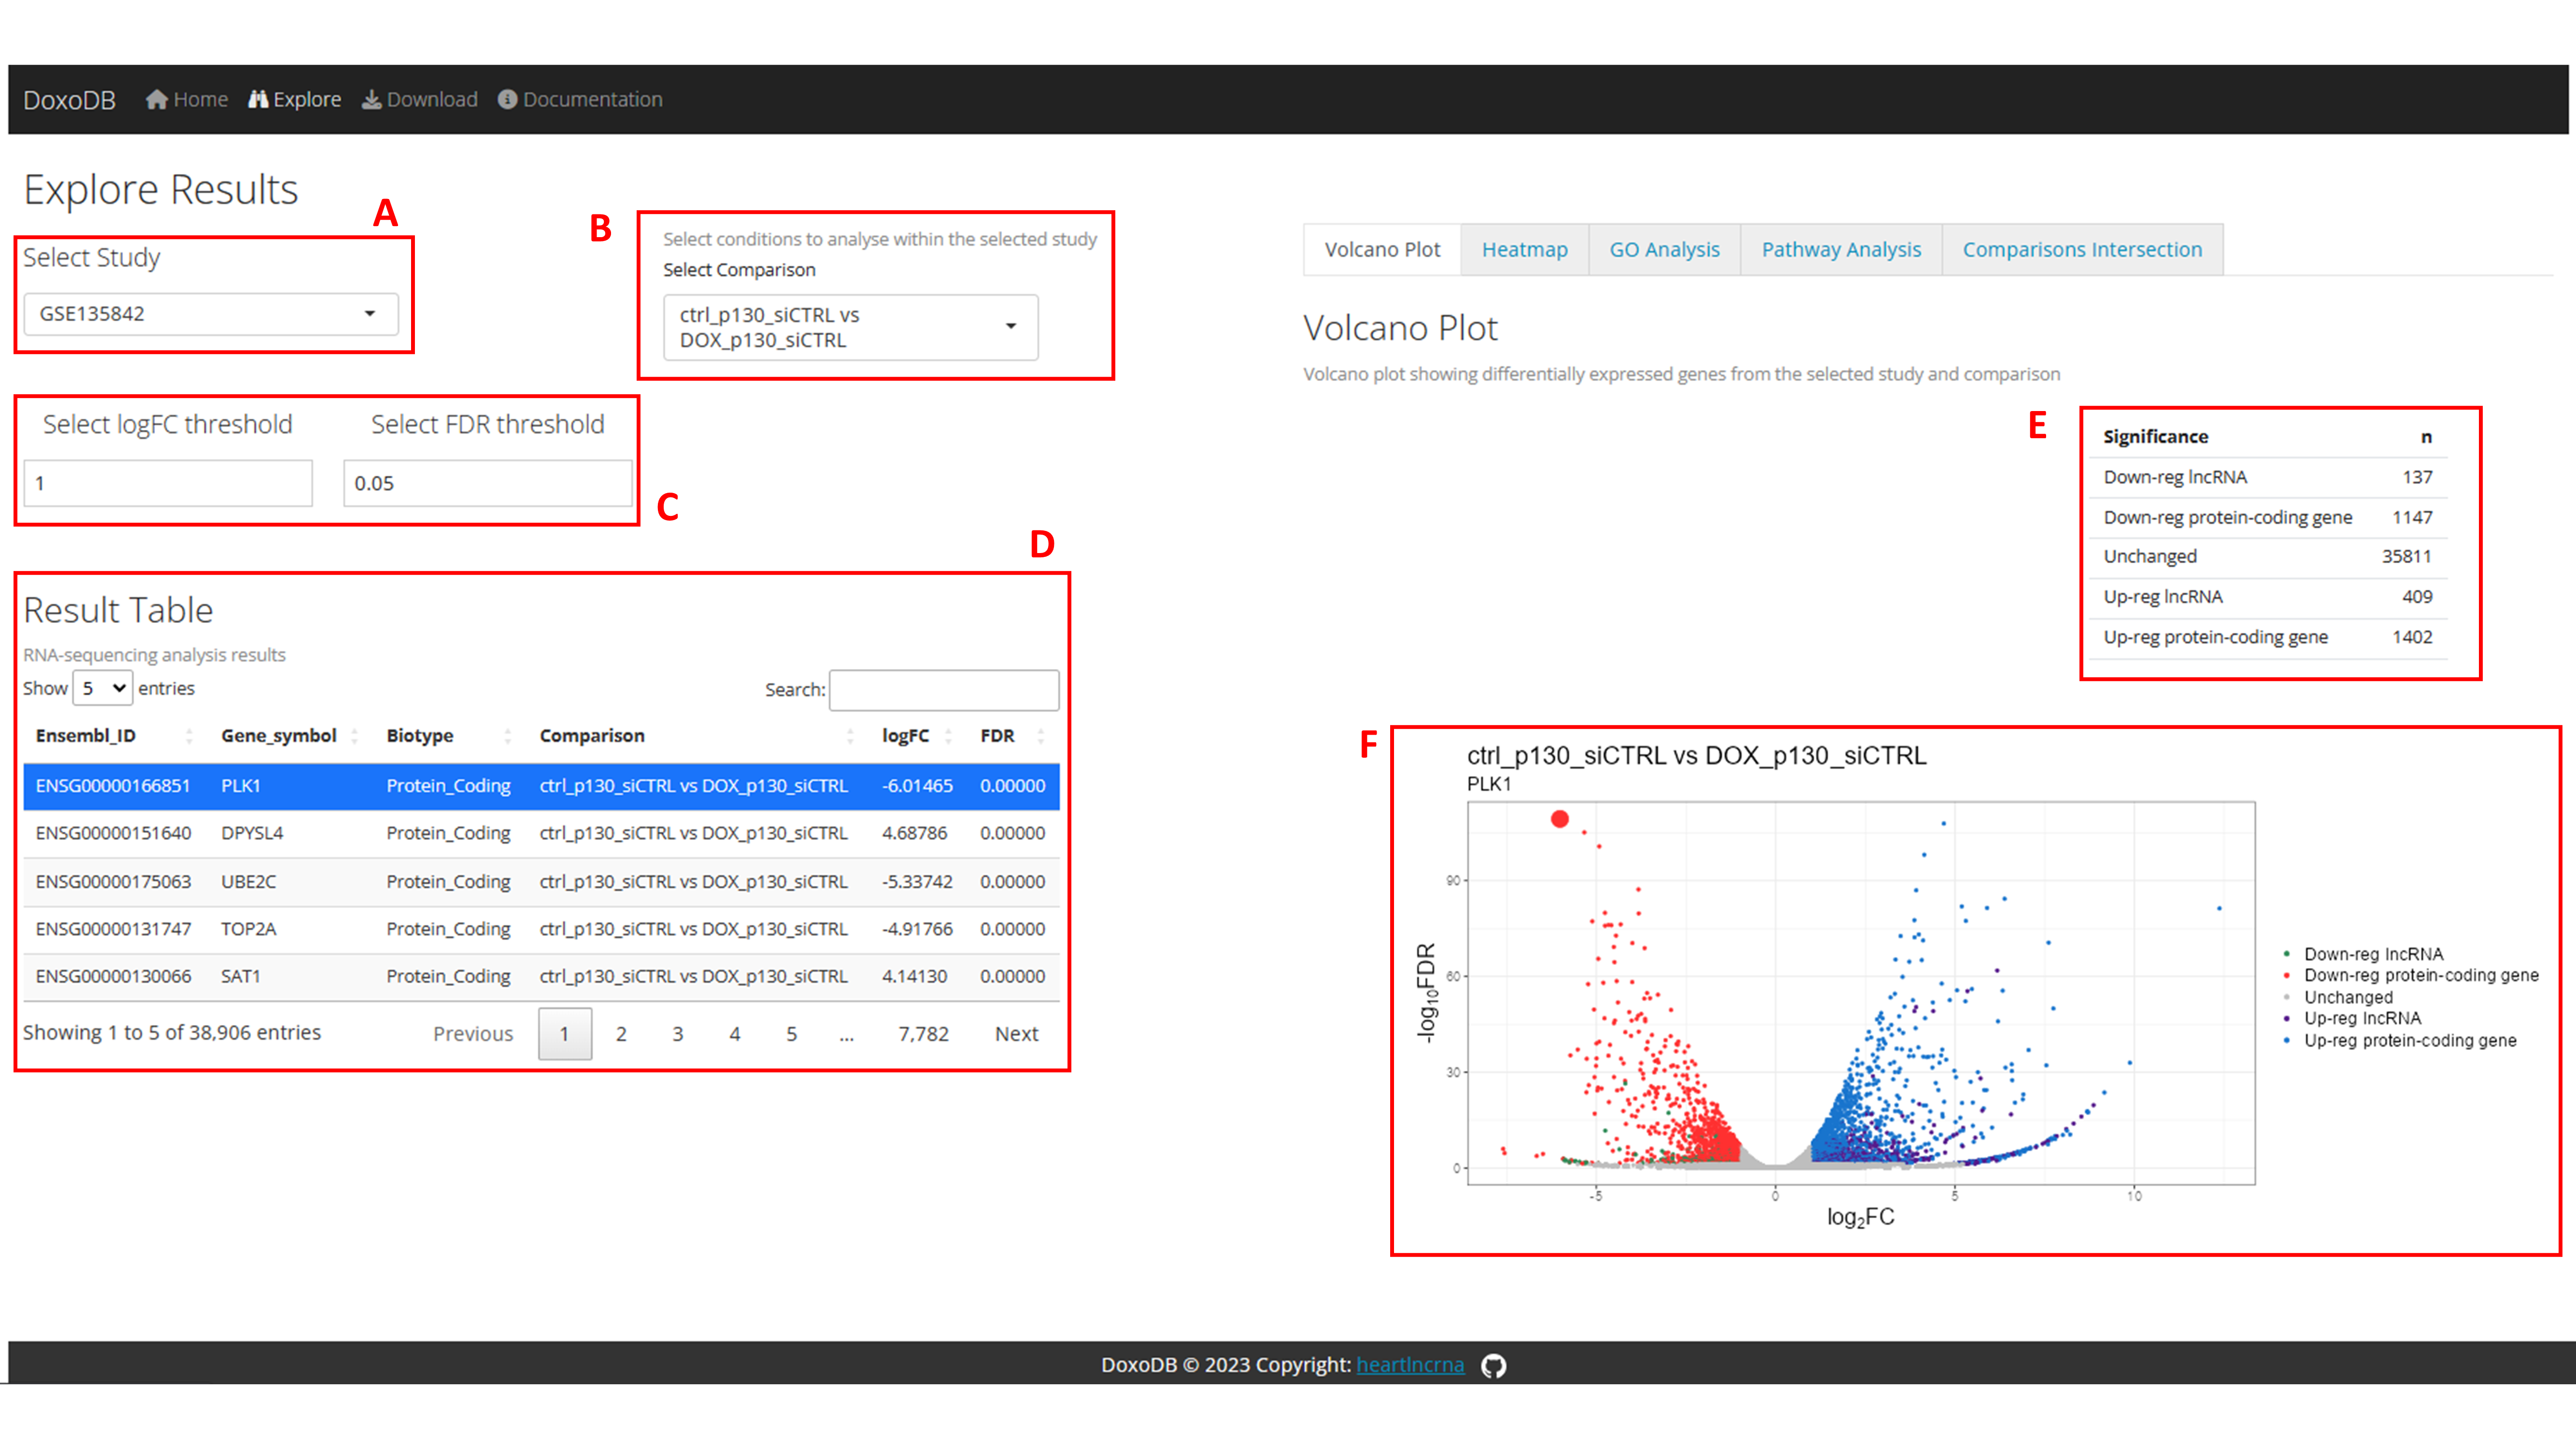 DoxoDB Home Explore Download Documentation
Explore Results
A
Select Study
GSE135842
B
Select conditions to analyse within the selected study
Select Comparison
ctrl_p130_siCTRL vs
DOX_p130_siCTRL
Select logFC threshold Select FDR threshold
1 0.05
C
D
Result Table
RNA-sequencing analysis results
Show 5 entries Search:
Ensembl_ID Gene_symbol Biotype Comparison logFC FDR
ENSG00000166851 PLK1 Protein_Coding ctrl_p130_siCTRL vs DOX_p130_siCTRL -6.01465 0.00000
ENSG00000151640 DPYSL4 Protein_Coding ctrl_p130_siCTRL vs DOX_p130_siCTRL 4.68786 0.00000
ENSG00000175063 UBE2C Protein_Coding ctrl_p130_siCTRL vs DOX_p130_siCTRL -5.33742 0.00000
ENSG00000131747 TOP2A Protein_Coding ctrl_p130_siCTRL vs DOX_p130_siCTRL -4.91766 0.00000
ENSG00000130066 SAT1 Protein_Coding ctrl_p130_siCTRL vs DOX_p130_siCTRL 4.14130 0.00000
Showing 1 to 5 of 38,906 entries Previous 1 2 3 4 5 ... 7,782 Next
Volcano Plot Heatmap GO Analysis Pathway Analysis Comparisons Intersection
Volcano Plot
Volcano plot showing differentially expressed genes from the selected study and comparison
E
Significance n
Down-reg lncRNA 137
Down-reg protein-coding gene 1147
Unchanged 35811
Up-reg lncRNA 409
Up-reg protein-coding gene 1402
F
ctrl_p130_siCTRL vs DOX_p130_siCTRL
PLK1
-log10FDR
90
60
30
0
-5 0 5 10
log2FC
Down-reg lncRNA
Down-reg protein-coding gene
Unchanged
Up-reg lncRNA
Up-reg protein-coding gene
DoxoDB © 2023 Copyright: heartlncrna